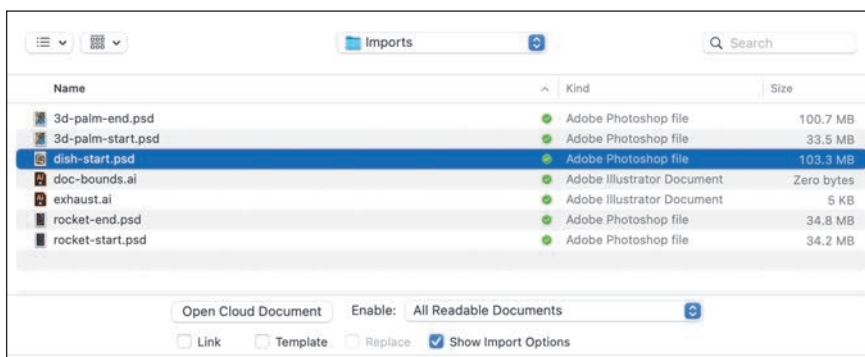 Imports Search
Name Kind Size
3d-palm-end.psd Adobe Photoshop file 100.7 MB
3d-palm-start.psd Adobe Photoshop file 33.5 MB
dish-start.psd Adobe Photoshop file 103.3 MB
doc-bounds.ai Adobe Illustrator Document Zero bytes
exhaust.ai Adobe Illustrator Document 5 KB
rocket-end.psd Adobe Photoshop file 34.8 MB
rocket-start.psd Adobe Photoshop file 34.2 MB
Open Cloud Document Enable: All Readable Documents
Link Template Replace Show Import Options